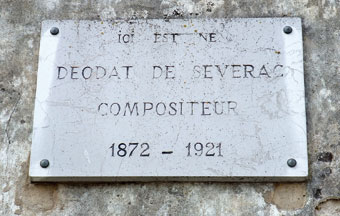 ICI EST NE
DEODAT DE SEVERAC
COMPOSITEUR
1872 - 1921